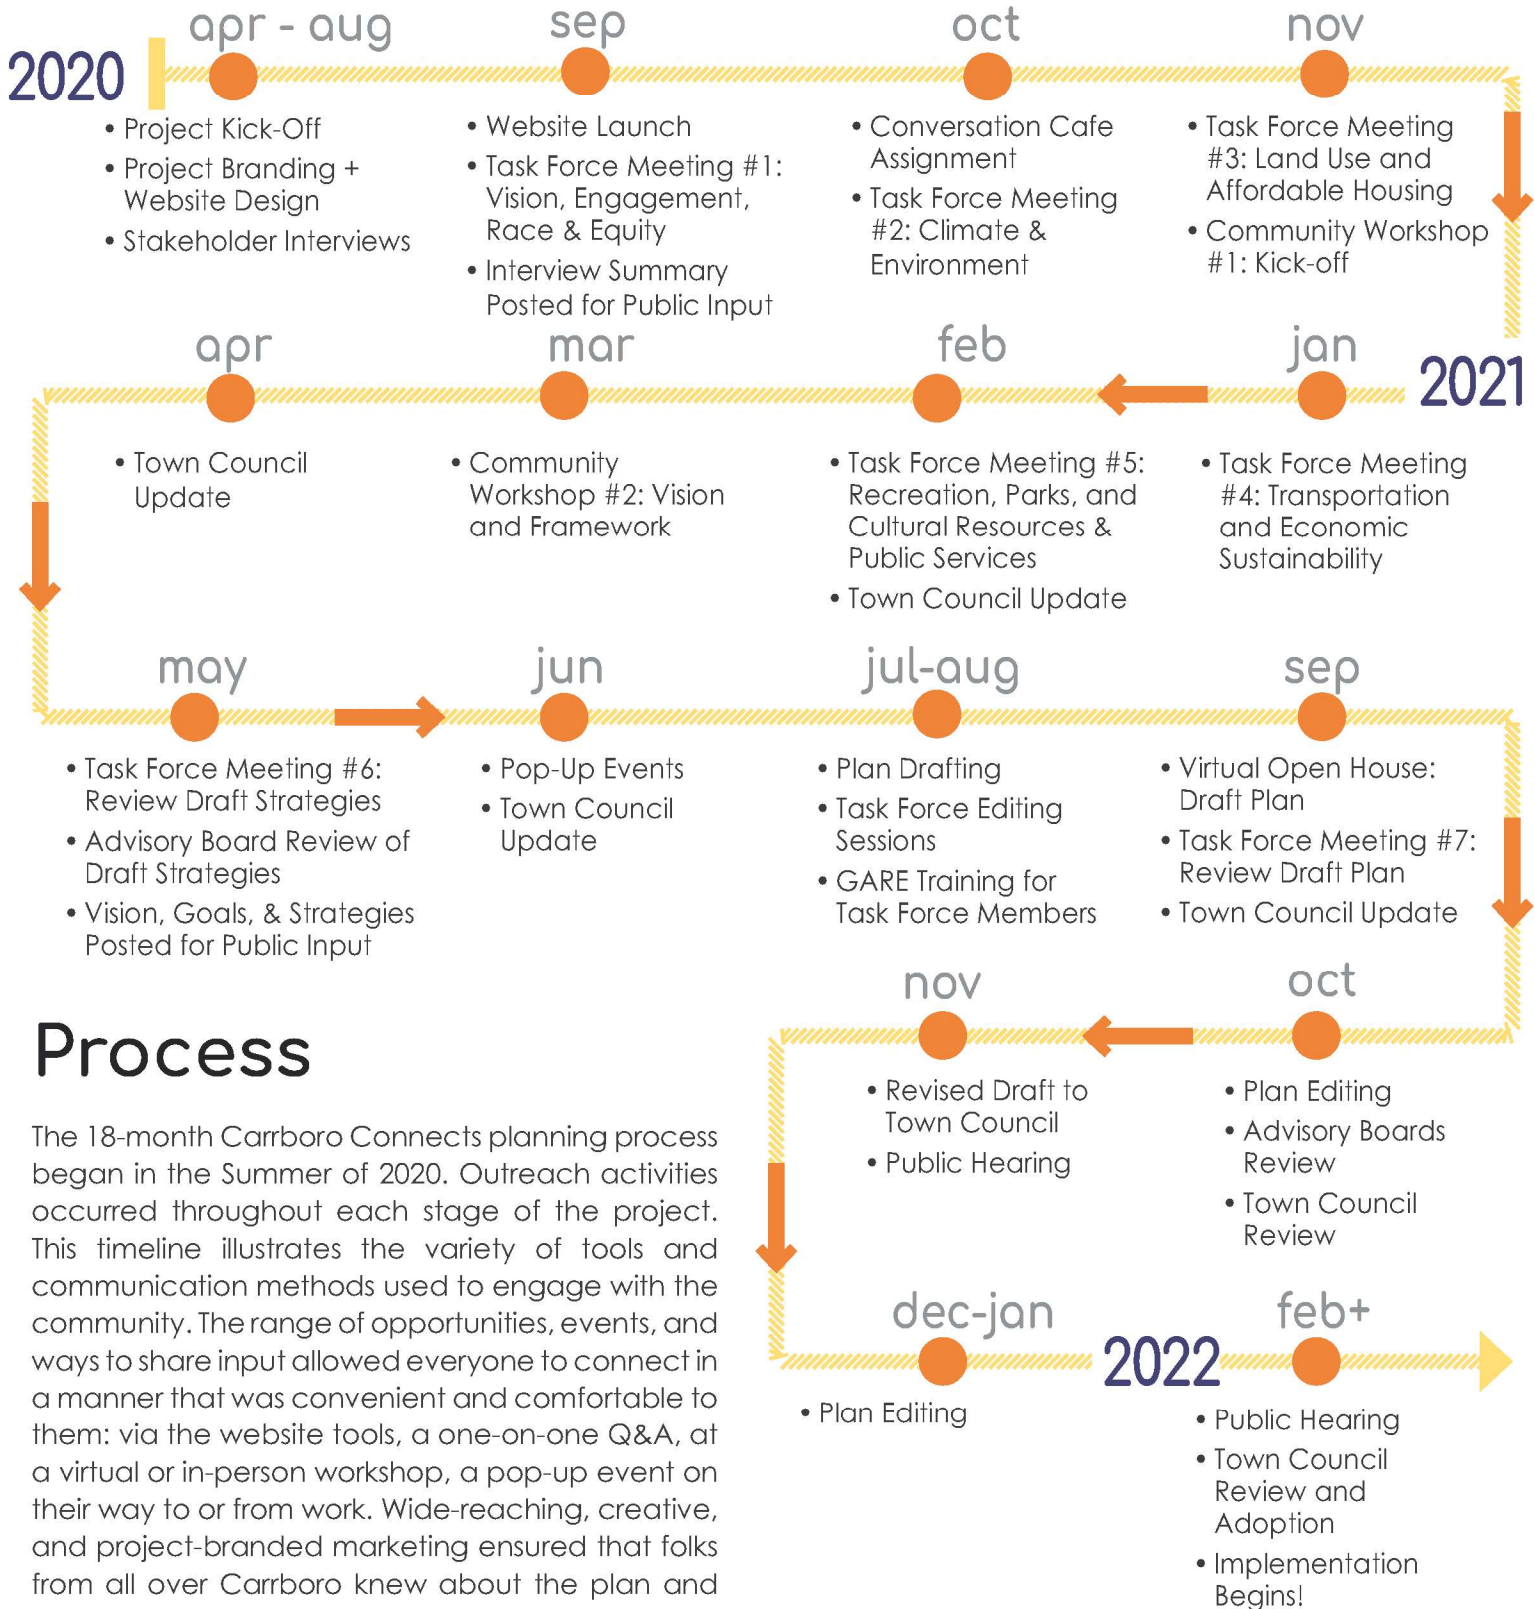 2020
apr - aug
• Project Kick-Off
• Project Branding +
Website Design
• Stakeholder Interviews
sep
• Website Launch
• Task Force Meeting #1:
Vision, Engagement,
Race & Equity
• Interview Summary
Posted for Public Input
oct
• Conversation Cafe
Assignment
• Task Force Meeting
#2: Climate &
Environment
nov
• Task Force Meeting
#3: Land Use and
Affordable Housing
• Community Workshop
#1: Kick-off
2021
jan
• Task Force Meeting
#4: Transportation
and Economic
Sustainability
feb
• Task Force Meeting #5:
Recreation, Parks, and
Cultural Resources &
Public Services
• Town Council Update
mar
• Community
Workshop #2: Vision
and Framework
apr
• Town Council
Update
may
• Task Force Meeting #6:
Review Draft Strategies
• Advisory Board Review of
Draft Strategies
• Vision, Goals, & Strategies
Posted for Public Input
jun
• Pop-Up Events
• Town Council
Update
jul-aug
• Plan Drafting
• Task Force Editing
Sessions
• GARE Training for
Task Force Members
sep
• Virtual Open House:
Draft Plan
• Task Force Meeting #7:
Review Draft Plan
• Town Council Update
oct
• Plan Editing
• Advisory Boards
Review
• Town Council
Review
nov
• Revised Draft to
Town Council
• Public Hearing
dec-jan
• Plan Editing
2022
feb+
• Public Hearing
• Town Council
Review and
Adoption
• Implementation
Begins!
Process
The 18-month Carrboro Connects planning process
began in the Summer of 2020. Outreach activities
occurred throughout each stage of the project.
This timeline illustrates the variety of tools and
communication methods used to engage with the
community. The range of opportunities, events, and
ways to share input allowed everyone to connect in
a manner that was convenient and comfortable to
them: via the website tools, a one-on-one Q&A, at
a virtual or in-person workshop, a pop-up event on
their way to or from work. Wide-reaching, creative,
and project-branded marketing ensured that folks
from all over Carrboro knew about the plan and